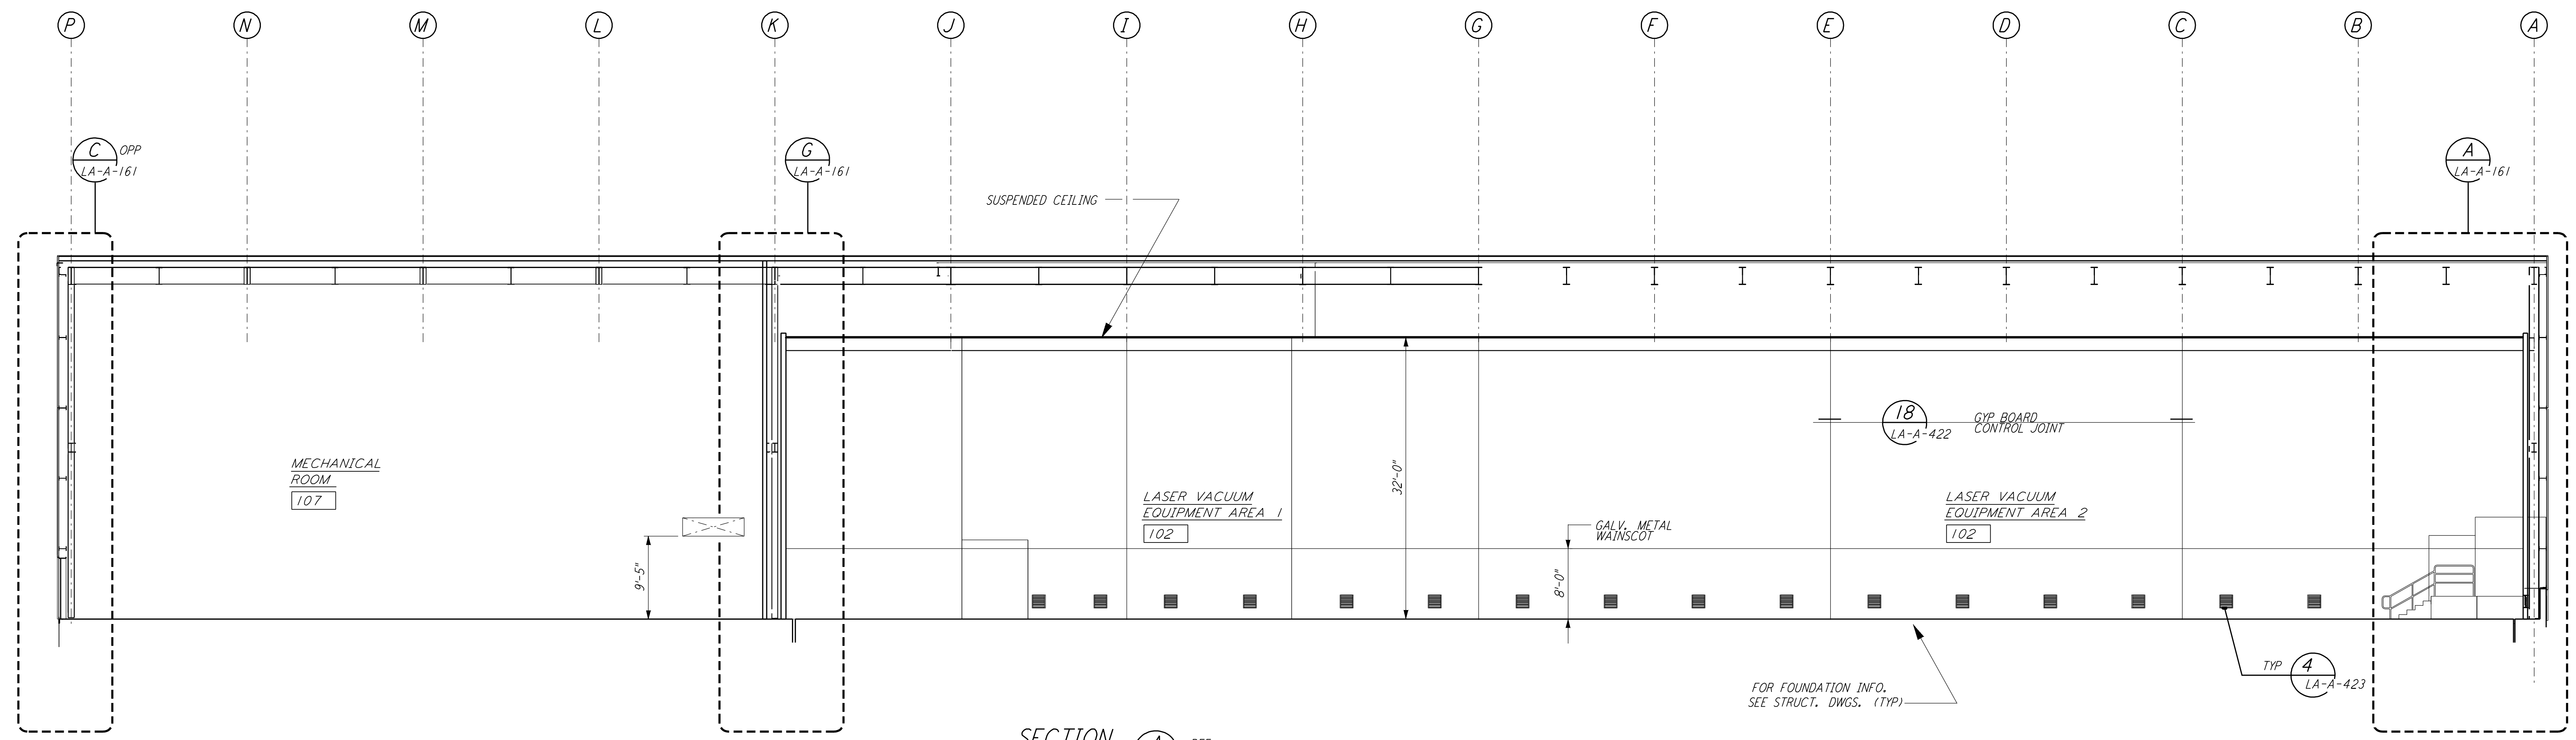 P N M L K J I H G F E D C B A
C OPP
LA-A-161
G
LA-A-161
A
LA-A-161
SUSPENDED CEILING
18
LA-A-422
GYP BOARD
CONTROL JOINT
MECHANICAL
ROOM
107
32'-0"
LASER VACUUM
EQUIPMENT AREA 1
102
LASER VACUUM
EQUIPMENT AREA 2
102
GALV. METAL
WAINSCOT
9'-5"
8'-0"
TYP 4
LA-A-423
FOR FOUNDATION INFO.
SEE STRUCT. DWGS. (TYP)
SECTION